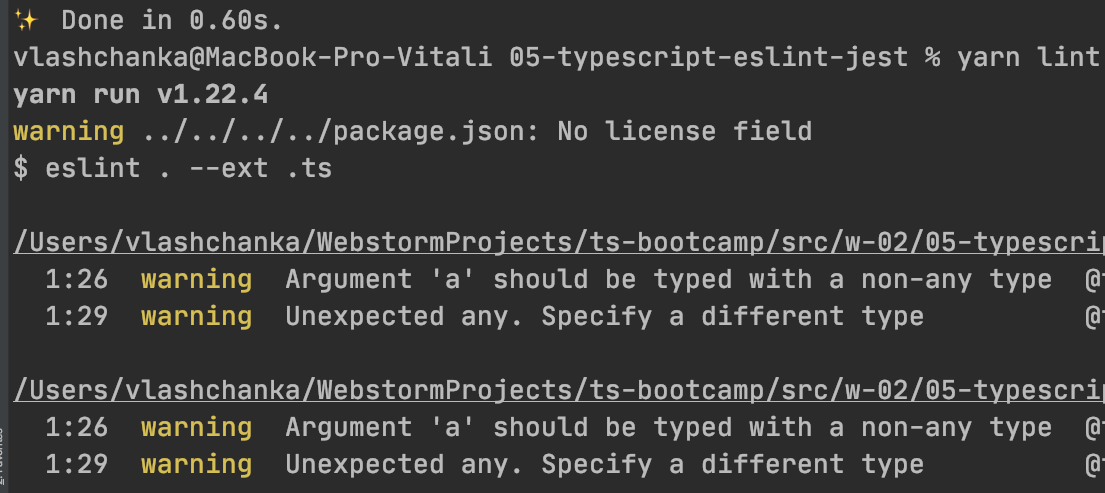 ✨ Done in 0.60s.
vlashchanka@MacBook-Pro-Vitali 05-typescript-eslint-jest % yarn lint
yarn run v1.22.4
warning ../../../../package.json: No license field
$ eslint . --ext .ts
/Users/vlashchanka/WebstormProjects/ts-bootcamp/src/w-02/05-typescrip
1:26 warning Argument 'a' should be typed with a non-any type @
1:29 warning Unexpected any. Specify a different type @
/Users/vlashchanka/WebstormProjects/ts-bootcamp/src/w-02/05-typescrip
1:26 warning Argument 'a' should be typed with a non-any type @
1:29 warning Unexpected any. Specify a different type @